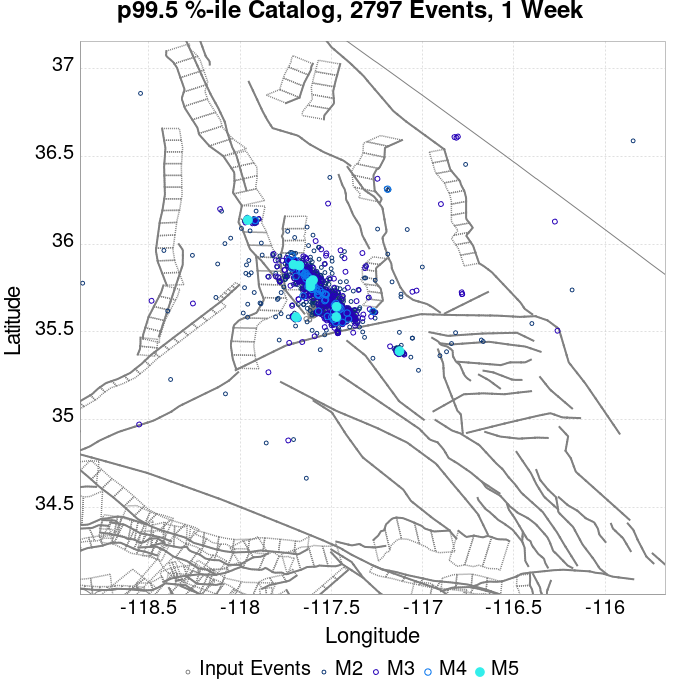 p99.5 %-ile Catalog, 2797 Events, 1 Week
37
36.5
36
35.5
35
34.5
Latitude
-118.5 -118 -117.5 -117 -116.5 -116
Longitude
Input Events M2 M3 M4 M5